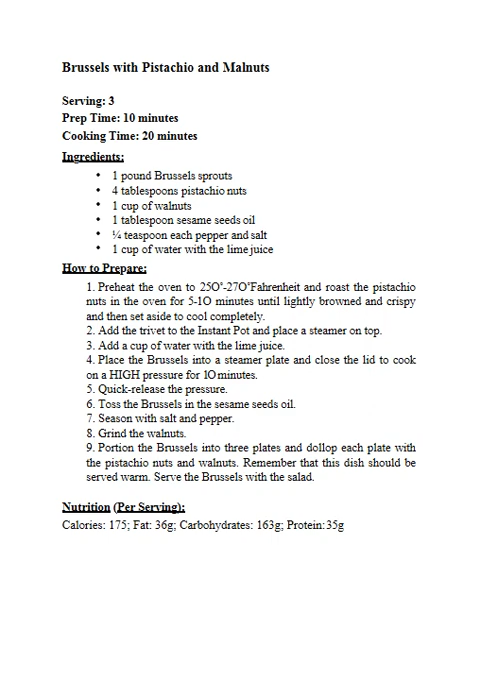 Brussels with Pistachio and Malnuts
Serving: 3
Prep Time: 10 minutes
Cooking Time: 20 minutes
Ingredients:
• 1 pound Brussels sprouts
• 4 tablespoons pistachio nuts
• 1 cup of walnuts
• 1 tablespoon sesame seeds oil
• ¼ teaspoon each pepper and salt
• 1 cup of water with the lime juice
How to Prepare:
1. Preheat the oven to 25O°-27O°Fahrenheit and roast the pistachio
nuts in the oven for 5-1O minutes until lightly browned and crispy
and then set aside to cool completely.
2. Add the trivet to the Instant Pot and place a steamer on top.
3. Add a cup of water with the lime juice.
4. Place the Brussels into a steamer plate and close the lid to cook
on a HIGH pressure for 1O minutes.
5. Quick-release the pressure.
6. Toss the Brussels in the sesame seeds oil.
7. Season with salt and pepper.
8. Grind the walnuts.
9. Portion the Brussels into three plates and dollop each plate with
the pistachio nuts and walnuts. Remember that this dish should be
served warm. Serve the Brussels with the salad.
Nutrition (Per Serving):
Calories: 175; Fat: 36g; Carbohydrates: 163g; Protein: 35g